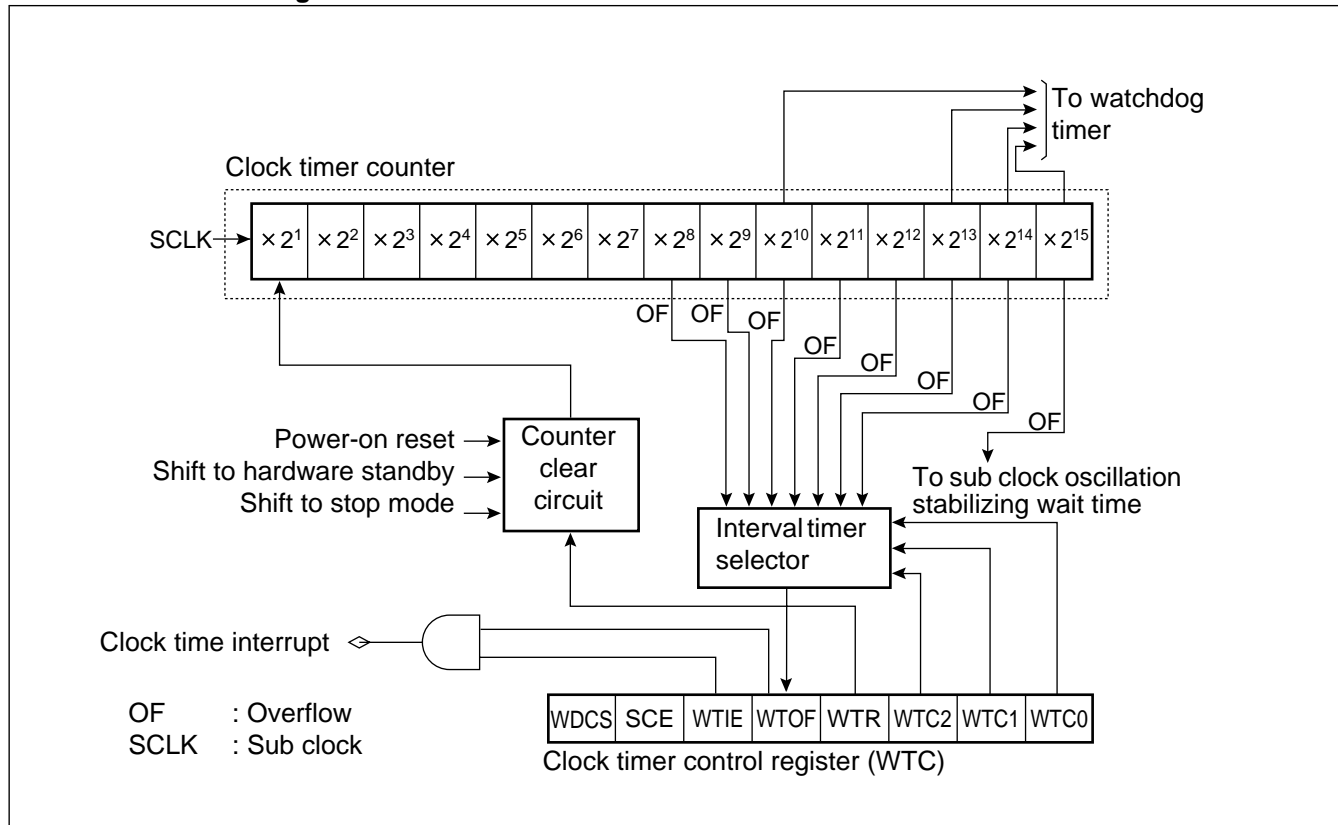 To watchdog
timer
Clock timer counter
SCLK
× 2¹ × 2² × 2³ × 2⁴ × 2⁵ × 2⁶ × 2⁷ × 2⁸ × 2⁹ × 2¹⁰ × 2¹¹ × 2¹² × 2¹³ × 2¹⁴ × 2¹⁵
OF OF OF OF OF OF OF OF
Power-on reset
Shift to hardware standby
Shift to stop mode
Counter
clear
circuit
To sub clock oscillation
stabilizing wait time
Interval timer
selector
Clock time interrupt
WDCS SCE WTIE WTOF WTR WTC2 WTC1 WTC0
Clock timer control register (WTC)
OF : Overflow
SCLK : Sub clock